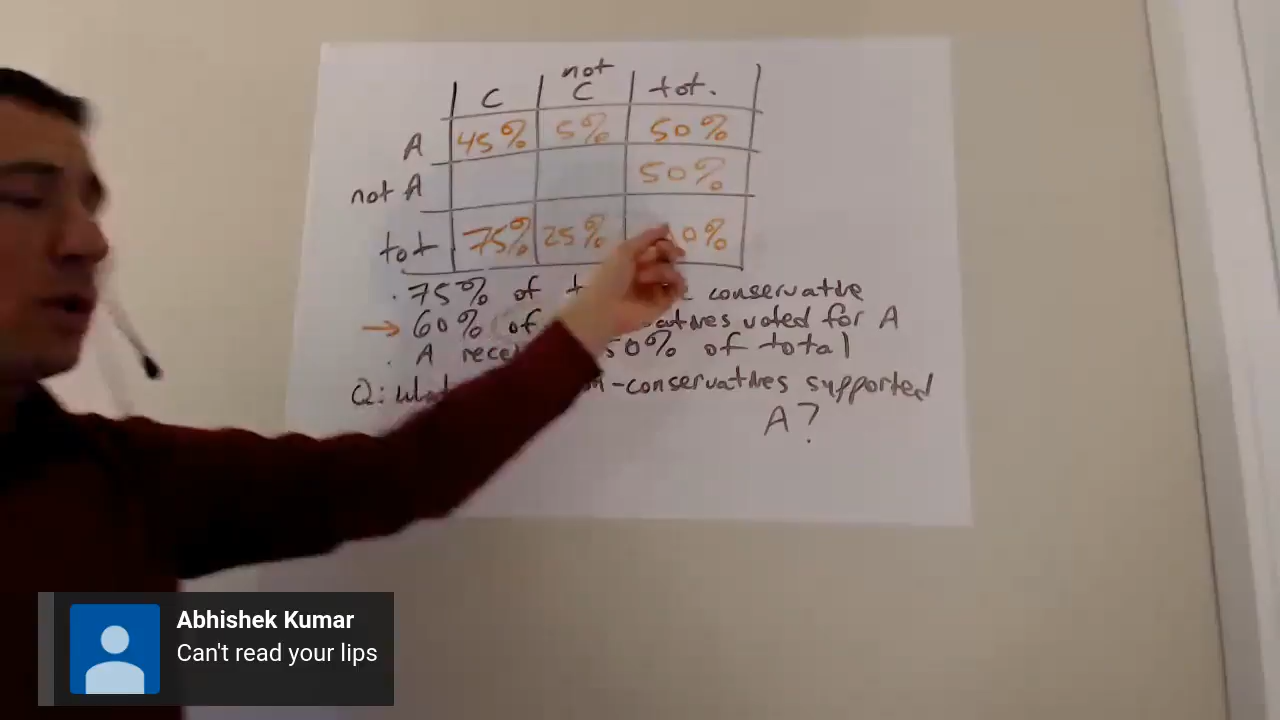 C not C tot.
A 45% 5% 50%
not A 50%
tot 75% 25% 0%
. 75% of conservative
→ 60% of voted for A
. A 50% of total
Q: -conservatives supported
A?
Abhishek Kumar
Can't read your lips